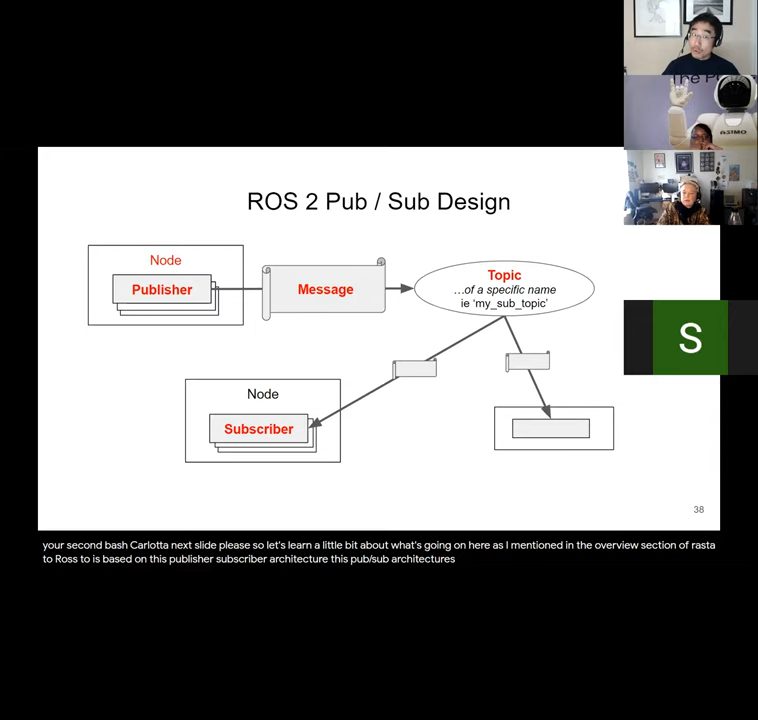 The P
ASIMO
ROS 2 Pub / Sub Design
Node
Publisher
Message
Topic
...of a specific name
ie 'my_sub_topic'
S
Node
Subscriber
38
your second bash Carlotta next slide please so let's learn a little bit about what's going on here as I mentioned in the overview section of rasta
to Ross to is based on this publisher subscriber architecture this pub/sub architectures